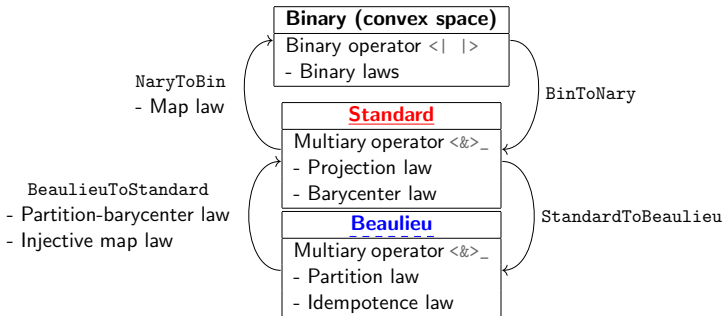 Binary (convex space)
Binary operator <| |>
- Binary laws
NaryToBin
- Map law
BinToNary
Standard
Multiary operator <&>_
- Projection law
- Barycenter law
BeaulieuToStandard
- Partition-barycenter law
- Injective map law
StandardToBeaulieu
Beaulieu
Multiary operator <&>_
- Partition law
- Idempotence law